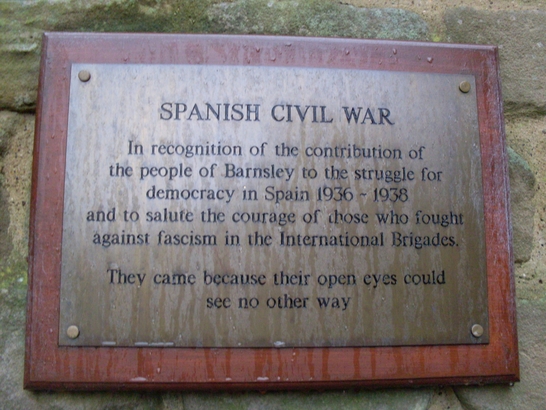 SPANISH CIVIL WAR
In recognition of the contribution of
the people of Barnsley to the struggle for
democracy in Spain 1936 ~ 1938
and to salute the courage of those who fought
against fascism in the International Brigades.
They came because their open eyes could
see no other way